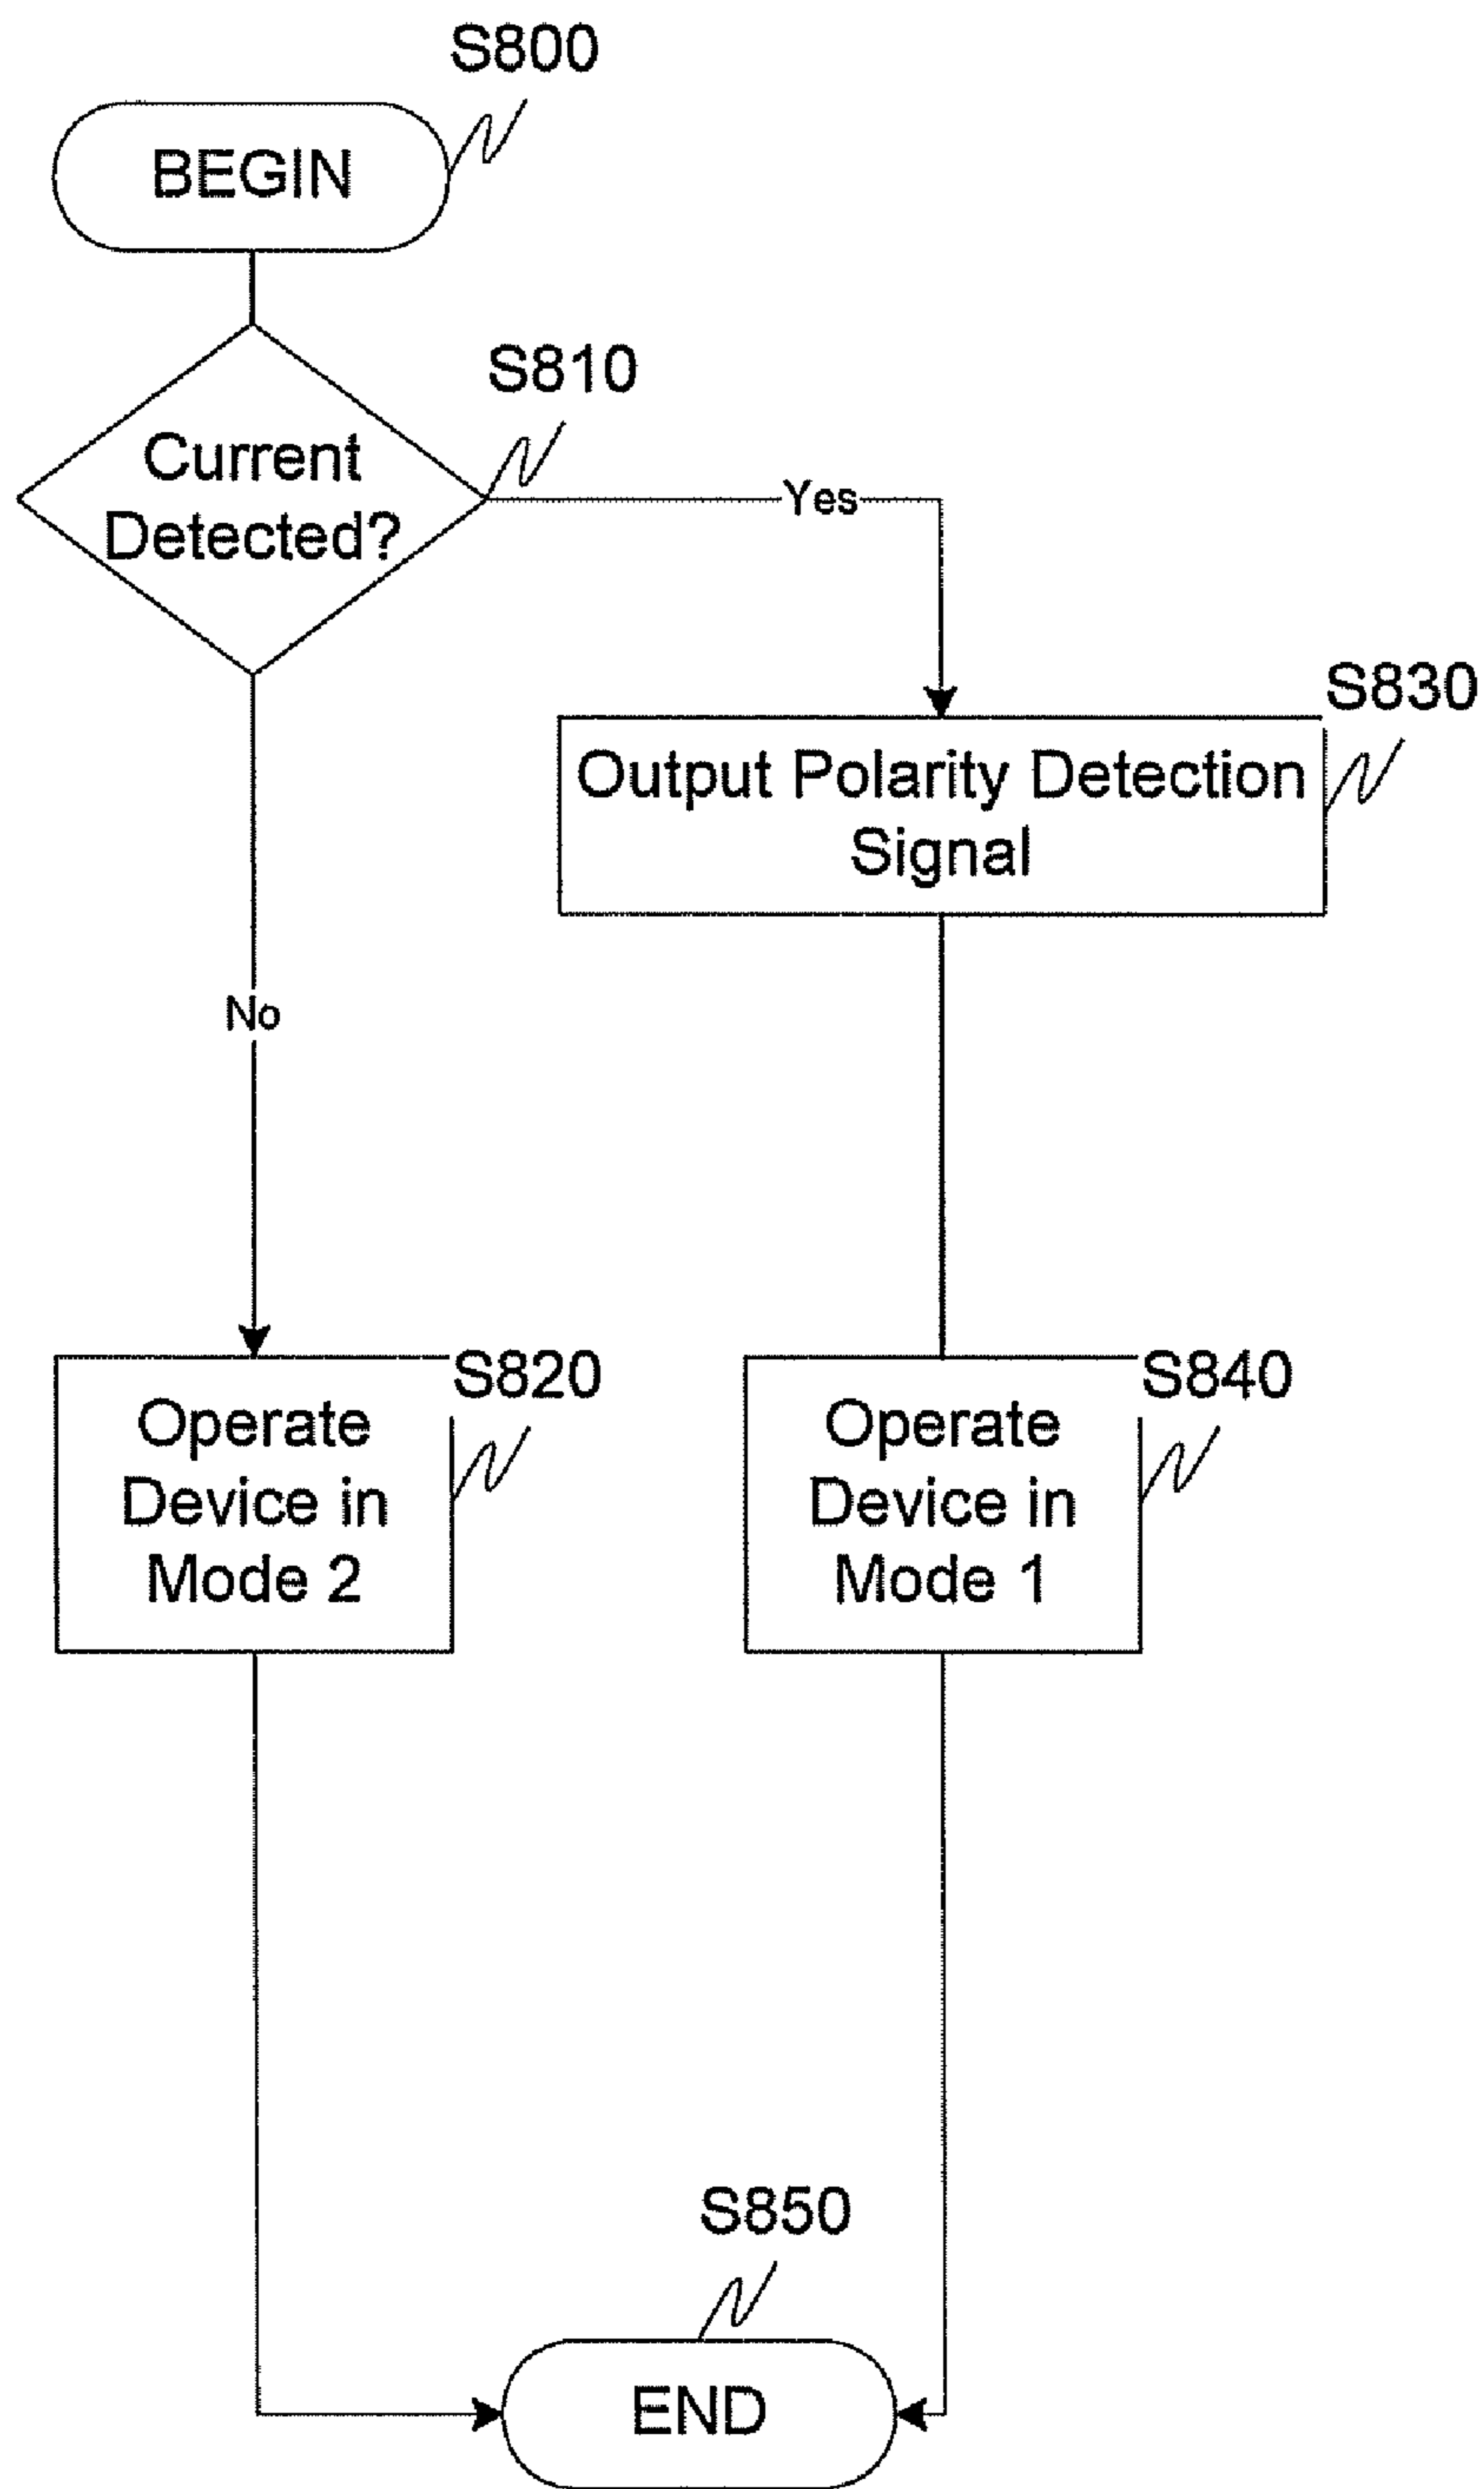 S800
BEGIN
S810
Current
Detected?
Yes
S830
Output Polarity Detection
Signal
No
S820
Operate
Device in
Mode 2
S840
Operate
Device in
Mode 1
S850
END